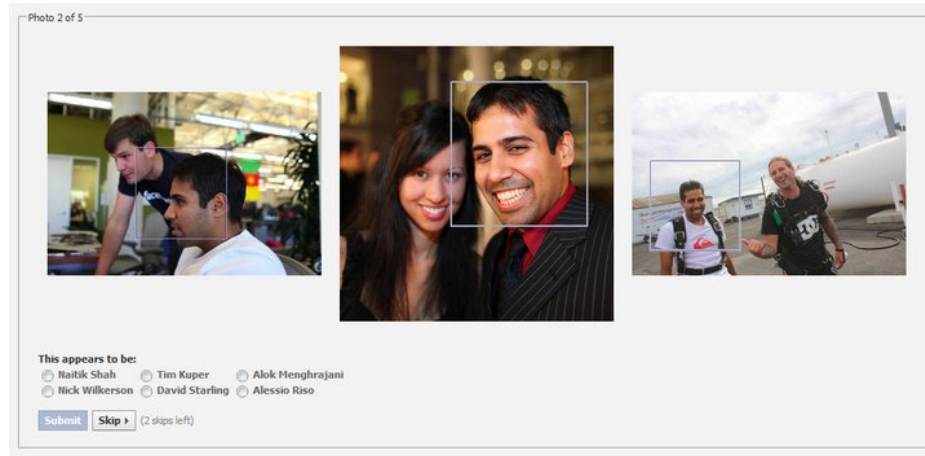 Photo 2 of 5
This appears to be:
Naitik Shah Tim Kuper Alok Menghrajani
Nick Wilkerson David Starling Alessio Riso
Submit Skip (2 skips left)